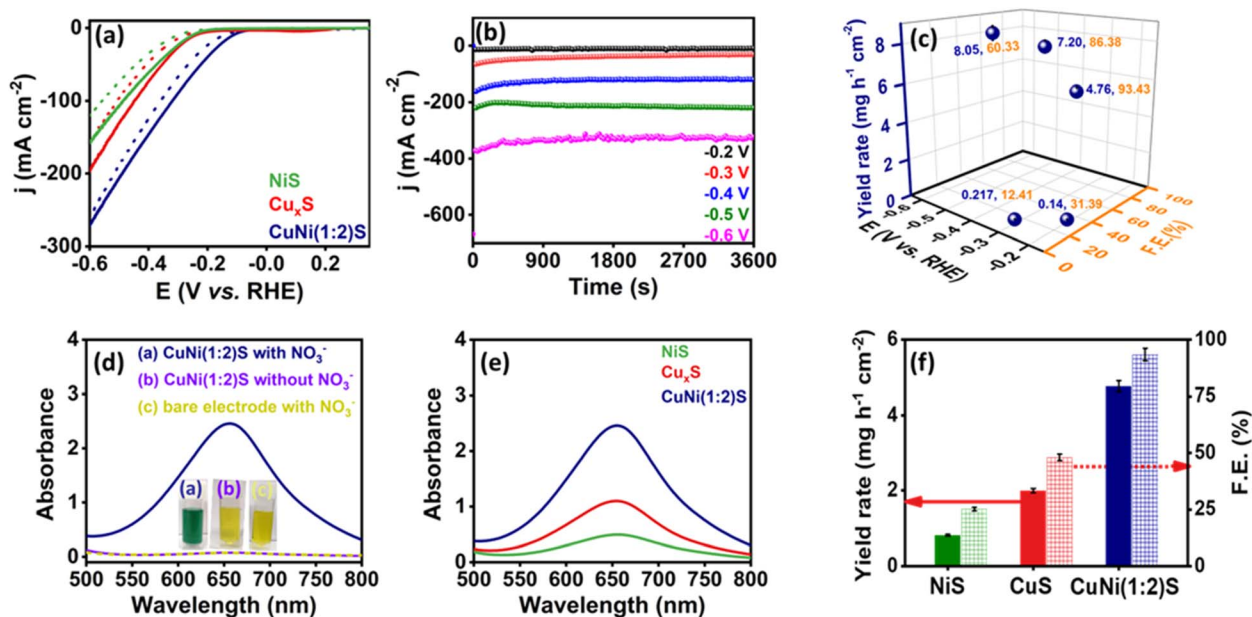 (a)
0
-100
-200
-300
j (mA cm⁻²)
-0.6
-0.4
-0.2
-0.0
0.2
E (V vs. RHE)
NiS
CuₓS
CuNi(1:2)S
(b)
0
-200
-400
-600
j (mA cm⁻²)
-0.2 V
-0.3 V
-0.4 V
-0.5 V
-0.6 V
0
900
1800
2700
3600
Time (s)
(c)
8
6
4
2
0
Yield rate (mg h⁻¹ cm⁻²)
8.05, 60.33
7.20, 86.38
4.76, 93.43
0.217, 12.41
0.14, 31.39
-0.6
-0.5
-0.4
-0.3
-0.2
E (V vs. RHE)
0
20
40
60
80
100
F.E.(%)
(d)
4
3
2
1
0
Absorbance
(a) CuNi(1:2)S with NO₃⁻
(b) CuNi(1:2)S without NO₃⁻
(c) bare electrode with NO₃⁻
(a)
(b)
(c)
500
550
600
650
700
750
800
Wavelength (nm)
(e)
4
3
2
1
0
Absorbance
NiS
CuₓS
CuNi(1:2)S
500
550
600
650
700
750
800
Wavelength (nm)
(f)
6
4
2
0
Yield rate (mg h⁻¹ cm⁻²)
100
75
50
25
0
F.E. (%)
NiS
CuS
CuNi(1:2)S